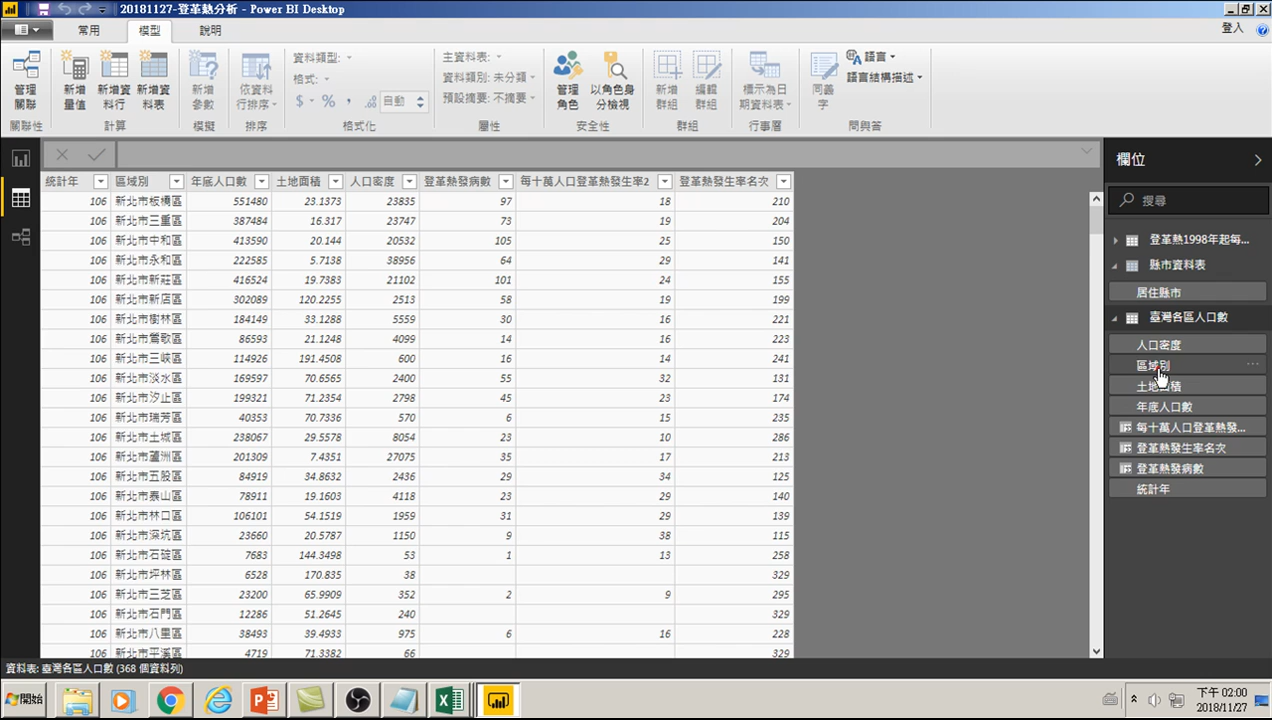 20181127-登革熱分析 - Power BI Desktop
常用 模型 說明 登入
管理關聯 新增量值 新增資料行 新增資料表 新增參數 依資料行排序 資料類型: 格式: $ % , 自動 主資料表: 資料類別: 未分類 預設摘要: 不摘要 管理角色 以角色身分檢視 新增群組 編輯群組 標示為日期資料表 同義字 語言 語言結構描述
關聯性 計算 模擬 排序 格式化 屬性 安全性 群組 行事曆 問與答
統計年 區域別 年底人口數 土地面積 人口密度 登革熱發病數 每十萬人口登革熱發生率2 登革熱發生率名次
106 新北市板橋區 551480 23.1373 23835 97 18 210
106 新北市三重區 387484 16.317 23747 73 19 204
106 新北市中和區 413590 20.144 20532 105 25 150
106 新北市永和區 222585 5.7138 38956 64 29 141
106 新北市新莊區 416524 19.7383 21102 101 24 155
106 新北市新店區 302089 120.2255 2513 58 19 199
106 新北市樹林區 184149 33.1288 5559 30 16 221
106 新北市鶯歌區 86593 21.1248 4099 14 16 223
106 新北市三峽區 114926 191.4508 600 16 14 241
106 新北市淡水區 169597 70.6565 2400 55 32 131
106 新北市汐止區 199321 71.2354 2798 45 23 174
106 新北市瑞芳區 40353 70.7336 570 6 15 235
106 新北市土城區 238067 29.5578 8054 23 10 286
106 新北市蘆洲區 201309 7.4351 27075 35 17 213
106 新北市五股區 84919 34.8632 2436 29 34 125
106 新北市泰山區 78911 19.1603 4118 23 29 140
106 新北市林口區 106101 54.1519 1959 31 29 139
106 新北市深坑區 23660 20.5787 1150 9 38 115
106 新北市石碇區 7683 144.3498 53 1 13 258
106 新北市坪林區 6528 170.835 38 329
106 新北市三芝區 23200 65.9909 352 2 9 295
106 新北市石門區 12286 51.2645 240 329
106 新北市八里區 38493 39.4933 975 6 16 228
106 新北市平溪區 4719 71.3382 66 329
資料表: 臺灣各區人口數 (368 個資料列)
欄位
搜尋
登革熱1998年起每...
縣市資料表
居住縣市
臺灣各區人口數
人口密度
區域別
土地面積
年底人口數
每十萬人口登革熱發...
登革熱發生率名次
登革熱發病數
統計年
開始
下午 02:00
2018/11/27